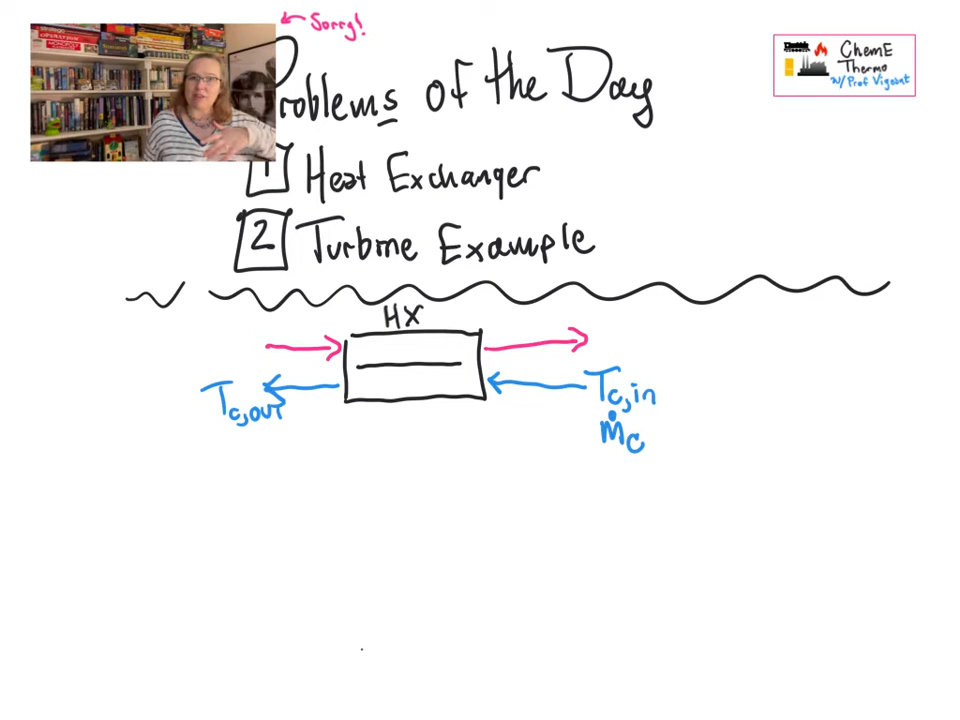 Sorry!
Problems of the Day
1 Heat Exchanger
2 Turbine Example
ChemE
Thermo
w/ Prof Vigeant
HX
Tc,out
Tc,in
ṁc